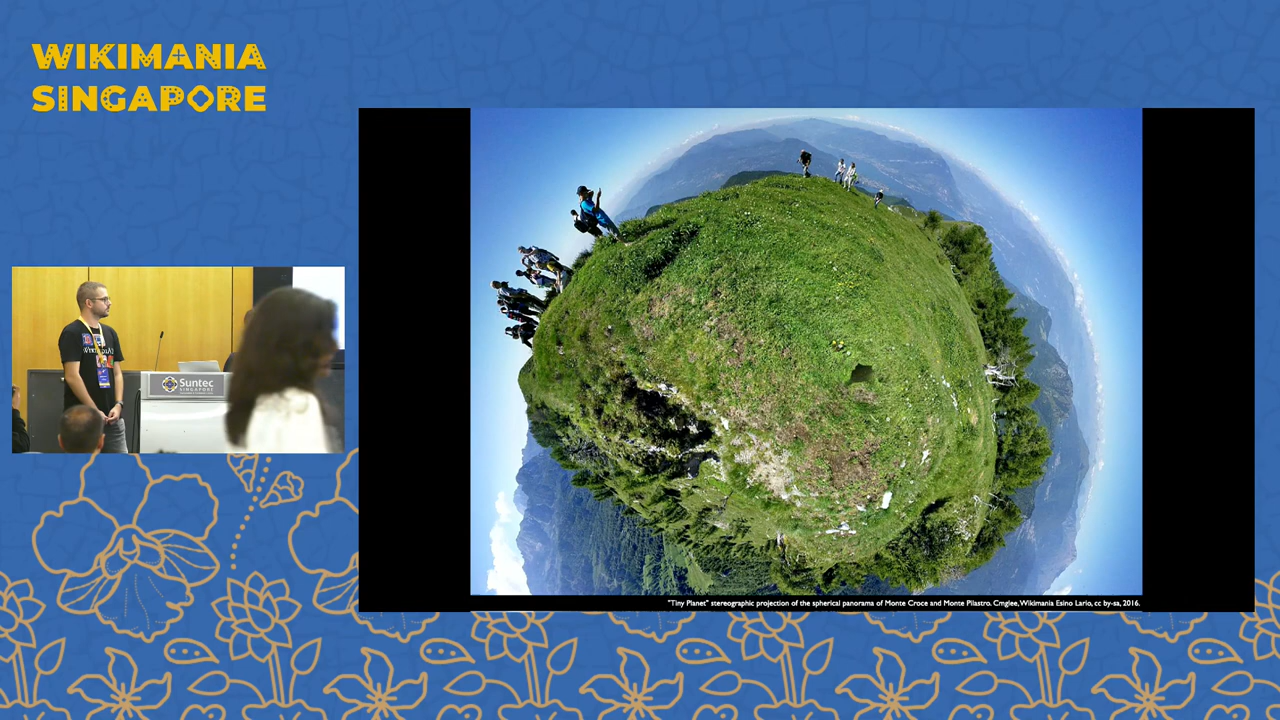 WIKIMANIA
SINGAPORE
Suntec
SINGAPORE
"Tiny Planet" stereographic projection of the spherical panorama of Monte Croce and Monte Pilastro. Cmglee, Wikimania Esino Lario, cc by-sa, 2016.